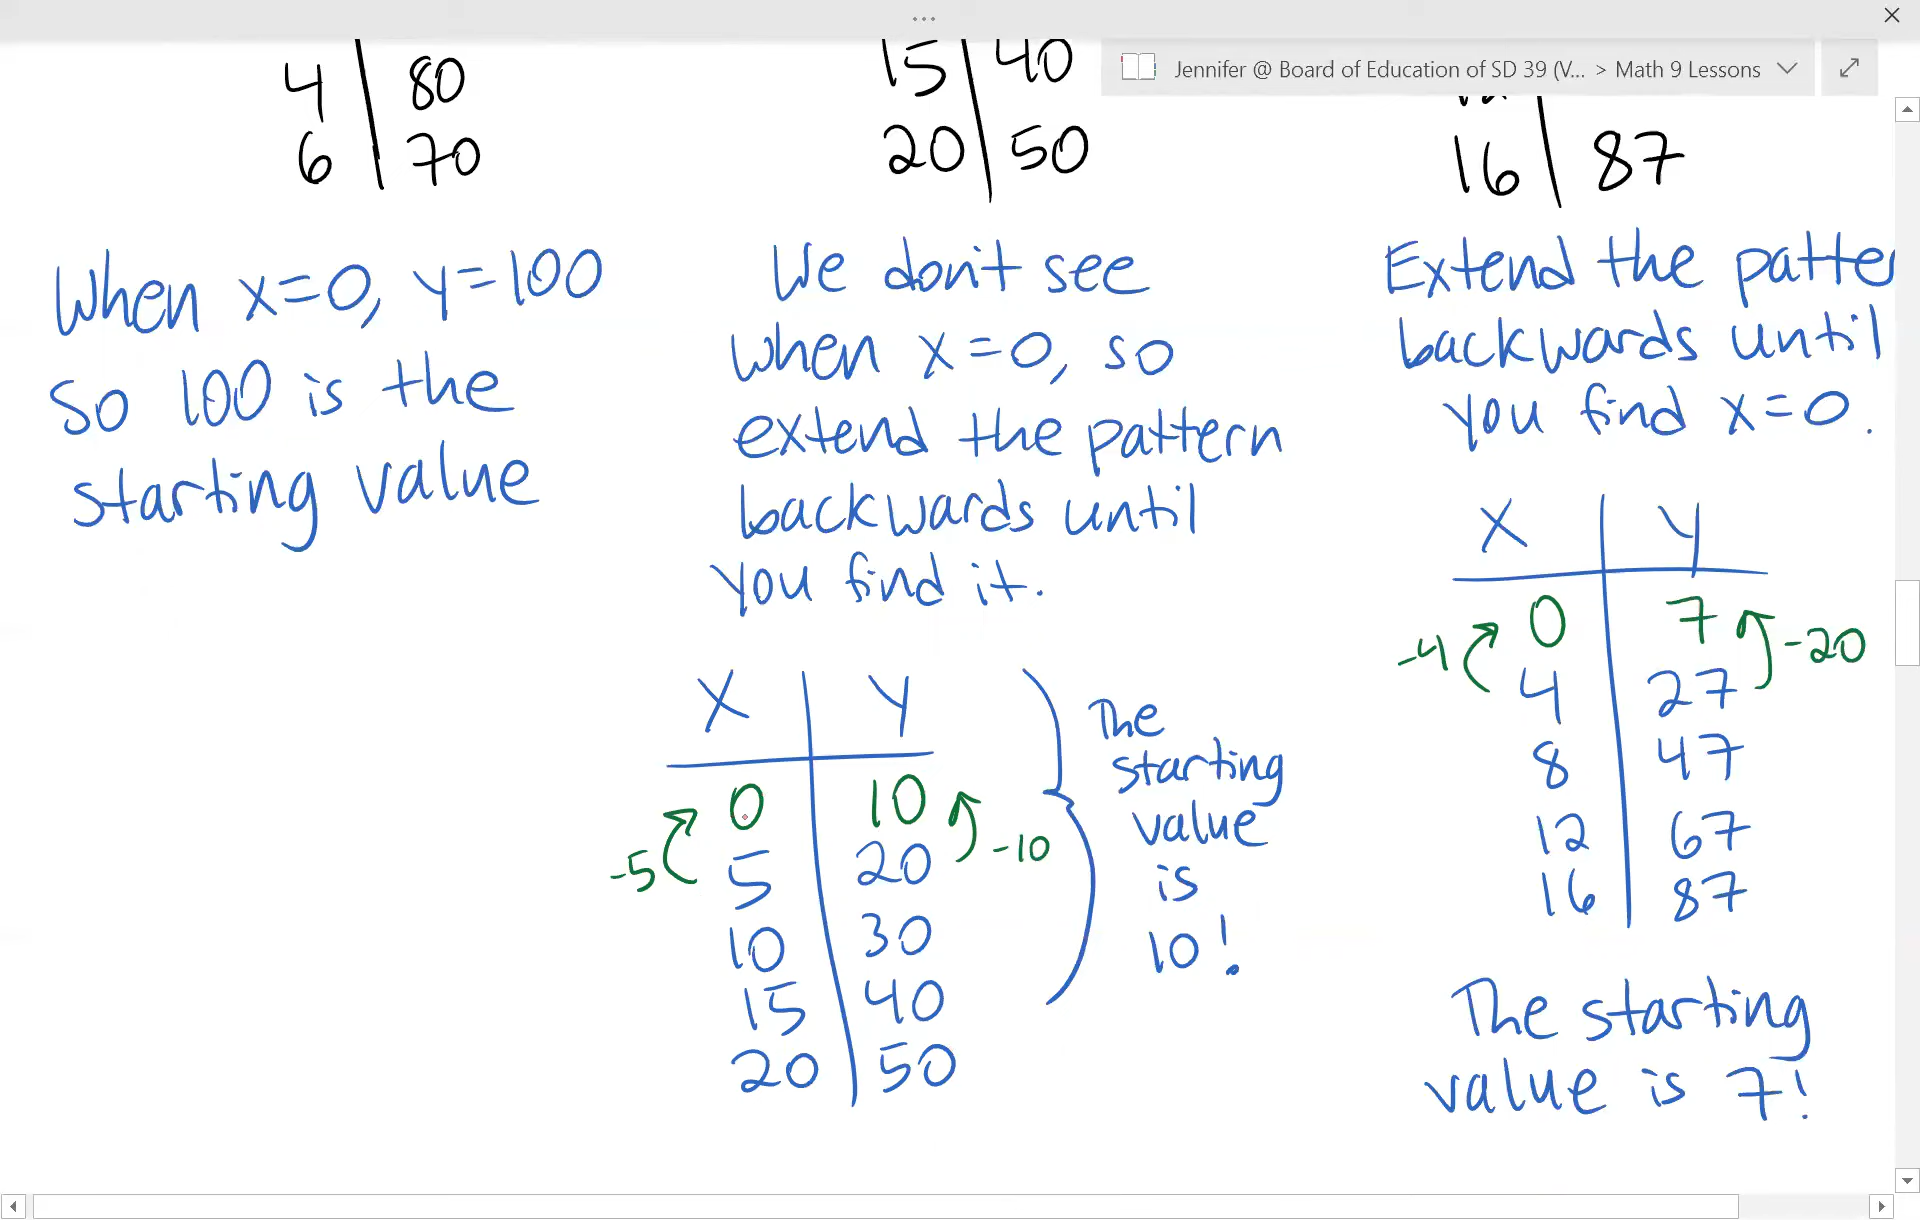 Jennifer @ Board of Education of SD 39 (V... > Math 9 Lessons
4 80
6 70
15 40
20 50
16 87
When x=0, y=100
So 100 is the
starting value
We don't see
when x=0, so
extend the pattern
backwards until
you find it.
X Y
0 10
-5
-10
5 20
10 30
15 40
20 50
The
starting
value
is
10!
Extend the patter
backwards until
you find x=0.
X Y
0 7
-4
-20
4 27
8 47
12 67
16 87
The starting
value is 7!